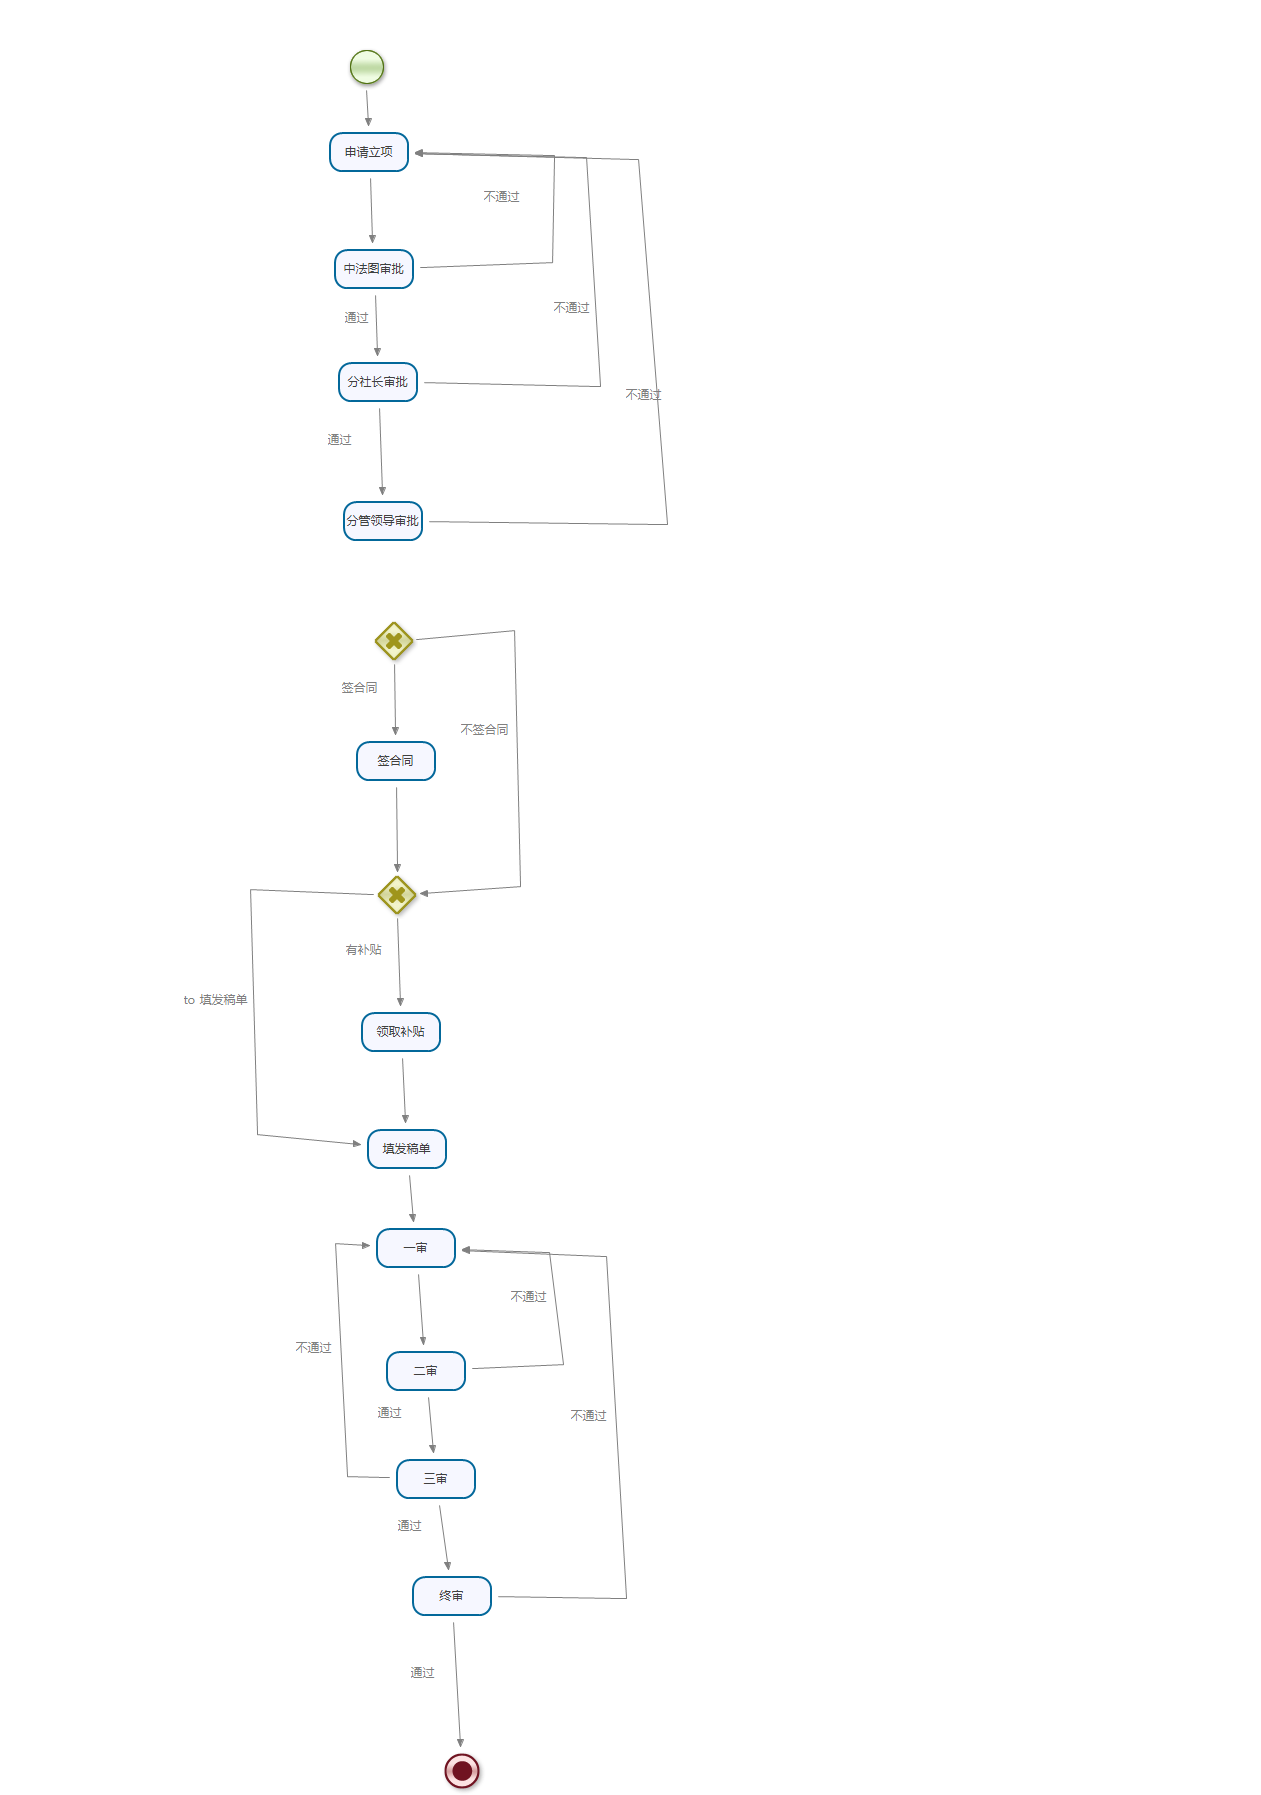 申请立项
不通过
中法图审批
不通过
通过
分社长审批
不通过
通过
分管领导审批
签合同
不签合同
签合同
有补贴
to 填发稿单
领取补贴
填发稿单
一审
不通过
不通过
二审
通过
不通过
三审
通过
终审
通过